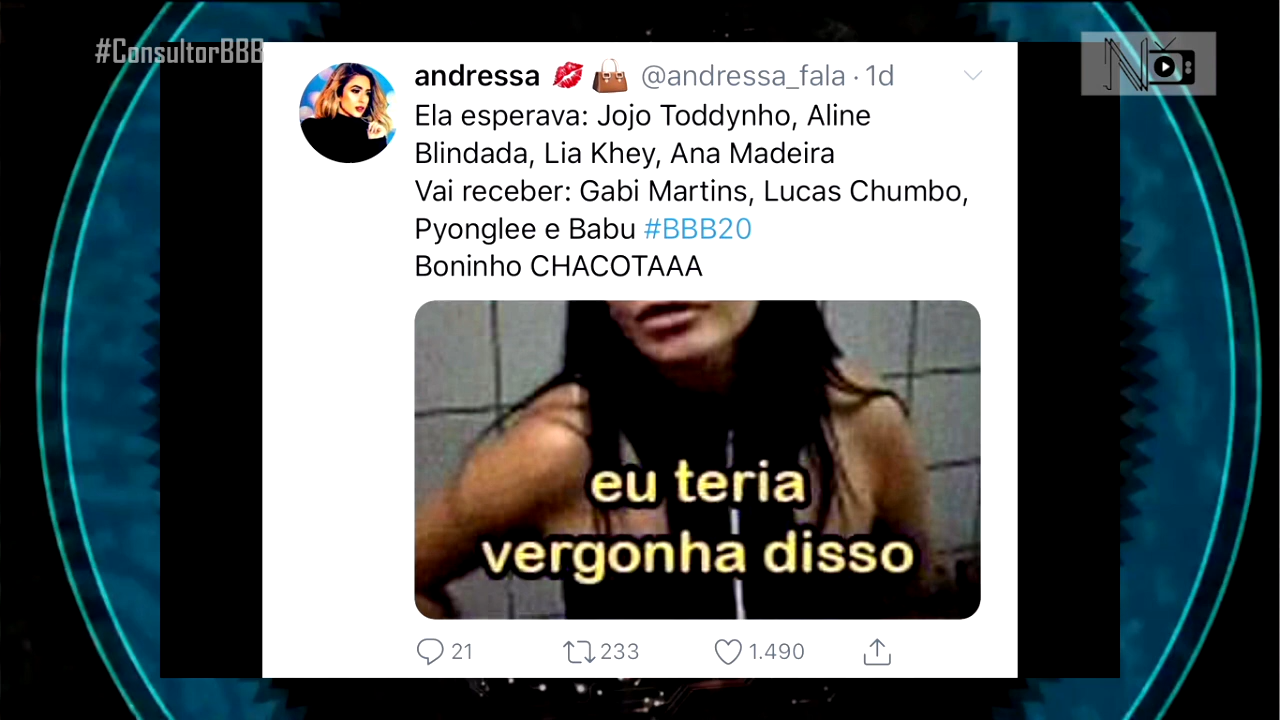 #ConsultorBBB
N
andressa 💋 👜 @andressa_fala · 1d
Ela esperava: Jojo Toddynho, Aline
Blindada, Lia Khey, Ana Madeira
Vai receber: Gabi Martins, Lucas Chumbo,
Pyonglee e Babu #BBB20
Boninho CHACOTAAA
eu teria
vergonha disso
21 233 1.490